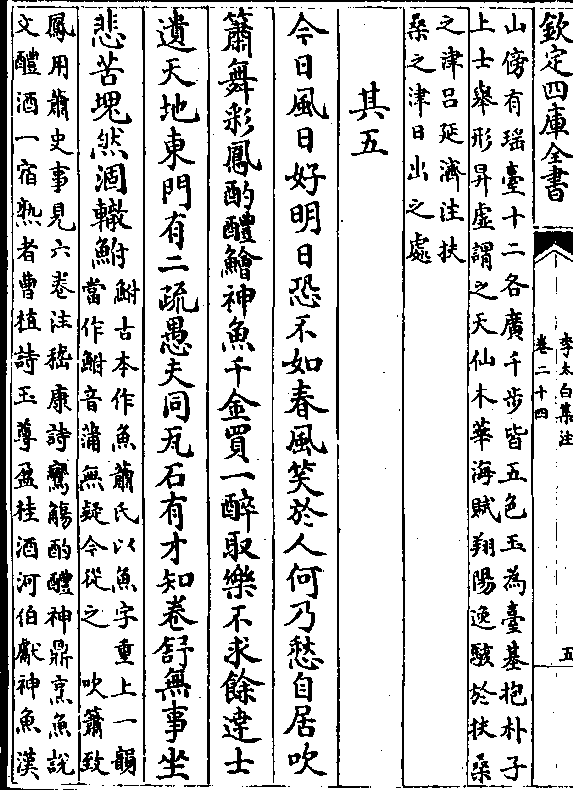 欽定四庫全書
李太白集注
卷二十四
五
山傍有瑶臺十二各廣千步皆五色玉為臺基抱朴子
上士舉形昇虛謂之天仙木華海賦翔陽逸駭於扶桑
之津吕延濟注扶
桑之津日出之處
其五
今日風日好明日恐不如春風笑於人何乃愁自居吹
簫舞彩鳳酌醴鱠神魚千金買一醉取樂不求餘逹士
遺天地東門有二疏愚夫同瓦石有才知卷舒無事坐
悲苦塊然涸轍鮒
鮒古本作魚蕭氏以魚字重上一韻
當作鮒音蒲無疑今從之
吹簫致
鳳用蕭史事見六卷注嵇康詩鸞觴酌醴神鼎烹魚說
文醴酒一宿熟者曹植詩玉尊盈桂酒河伯獻神魚漢